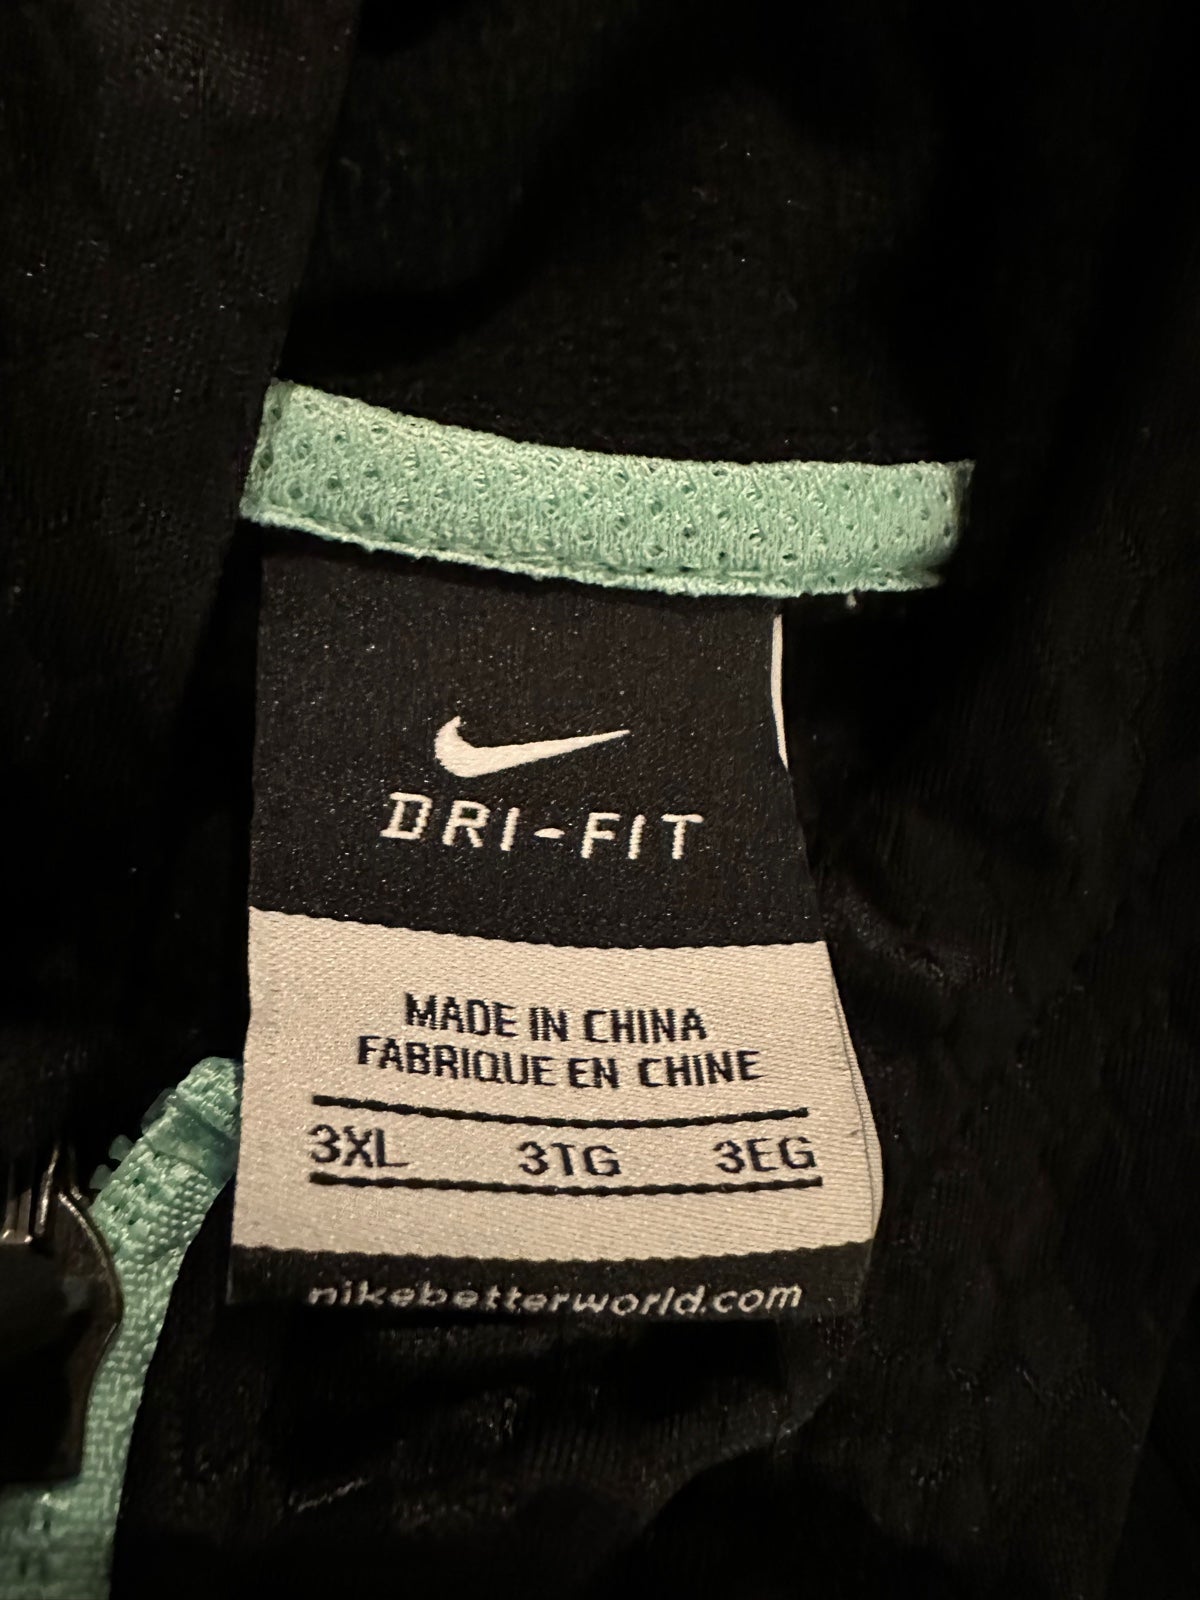 DRI-FIT
MADE IN CHINA
FABRIQUE EN CHINE
3XL 3TG 3EG
nikebetterworld.com